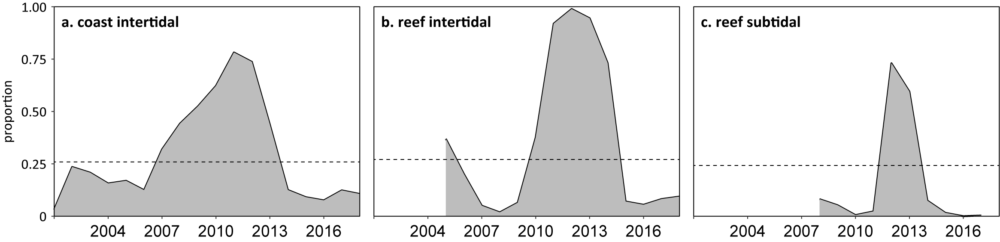 1.00
0.75
0.50
0.25
0
proportion
a. coast intertidal
2004 2007 2010 2013 2016
b. reef intertidal
2004 2007 2010 2013 2016
c. reef subtidal
2004 2007 2010 2013 2016